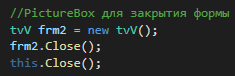 //PictureBox для закрытия формы
tvV frm2 = new tvV();
frm2.Close();
this.Close();